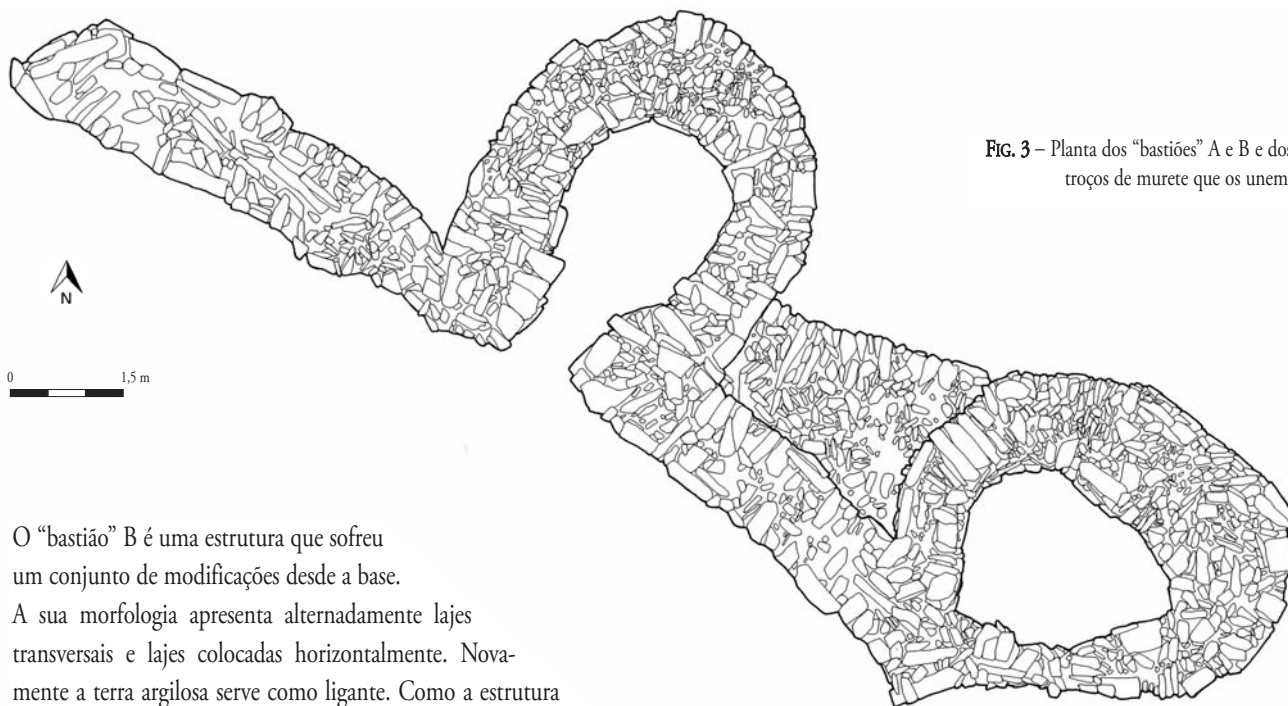 FIG. 3 – Planta dos “bastiões” A e B e dos
troços de murete que os unem
N
0 1,5 m
O “bastião” B é uma estrutura que sofreu
um conjunto de modificações desde a base.
A sua morfologia apresenta alternadamente lajes
transversais e lajes colocadas horizontalmente. Nova-
mente a terra argilosa serve como ligante. Como a estrutura